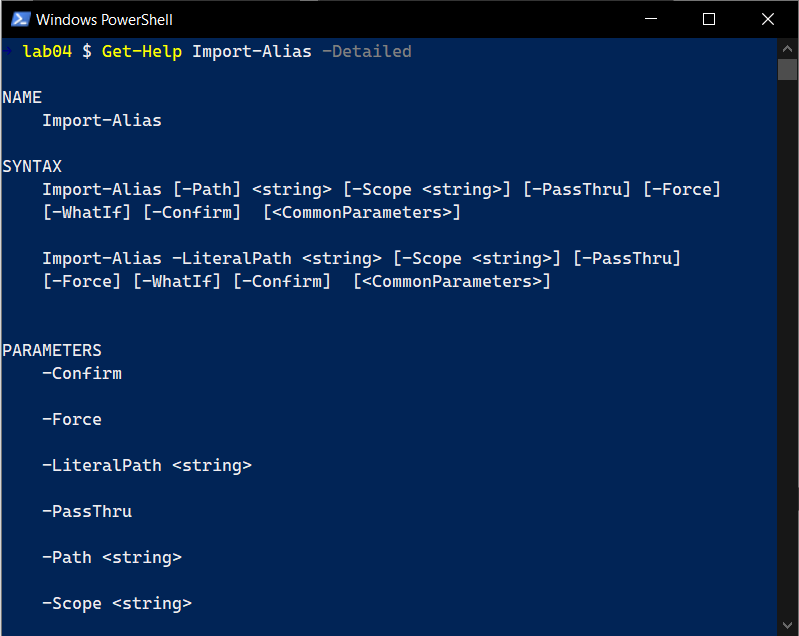 Windows PowerShell
lab04 $ Get-Help Import-Alias -Detailed
NAME
Import-Alias
SYNTAX
Import-Alias [-Path] <string> [-Scope <string>] [-PassThru] [-Force]
[-WhatIf] [-Confirm]  [<CommonParameters>]
Import-Alias -LiteralPath <string> [-Scope <string>] [-PassThru]
[-Force] [-WhatIf] [-Confirm]  [<CommonParameters>]
PARAMETERS
-Confirm
-Force
-LiteralPath <string>
-PassThru
-Path <string>
-Scope <string>